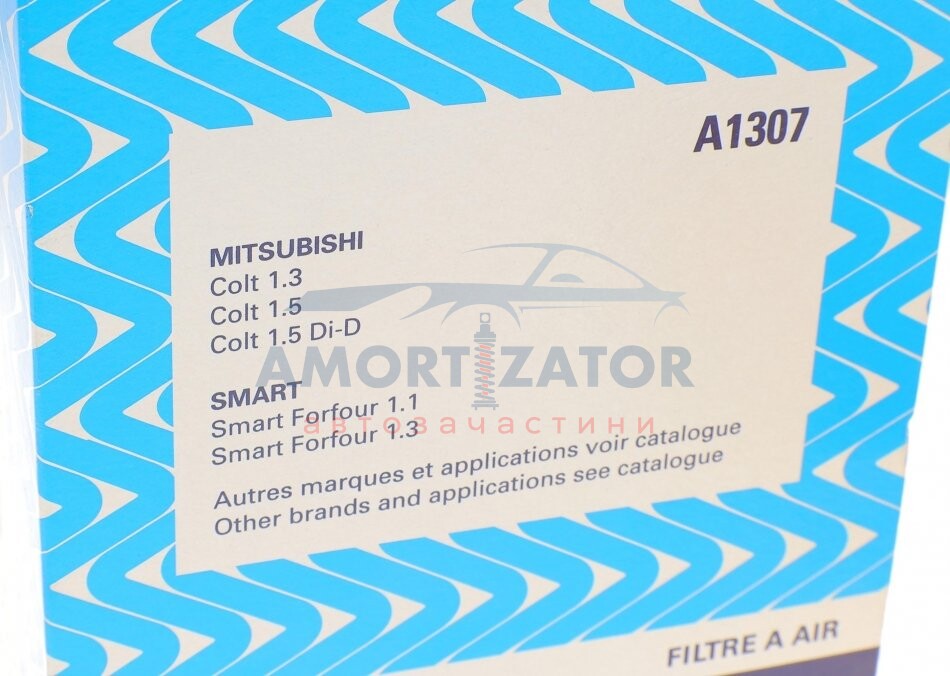 A1307
MITSUBISHI
Colt 1.3
Colt 1.5
Colt 1.5 Di-D
AMORTIZATOR
автозачастини
SMART
Smart Forfour 1.1
Smart Forfour 1.3
Autres marques et applications voir catalogue
Other brands and applications see catalogue
FILTRE A AIR